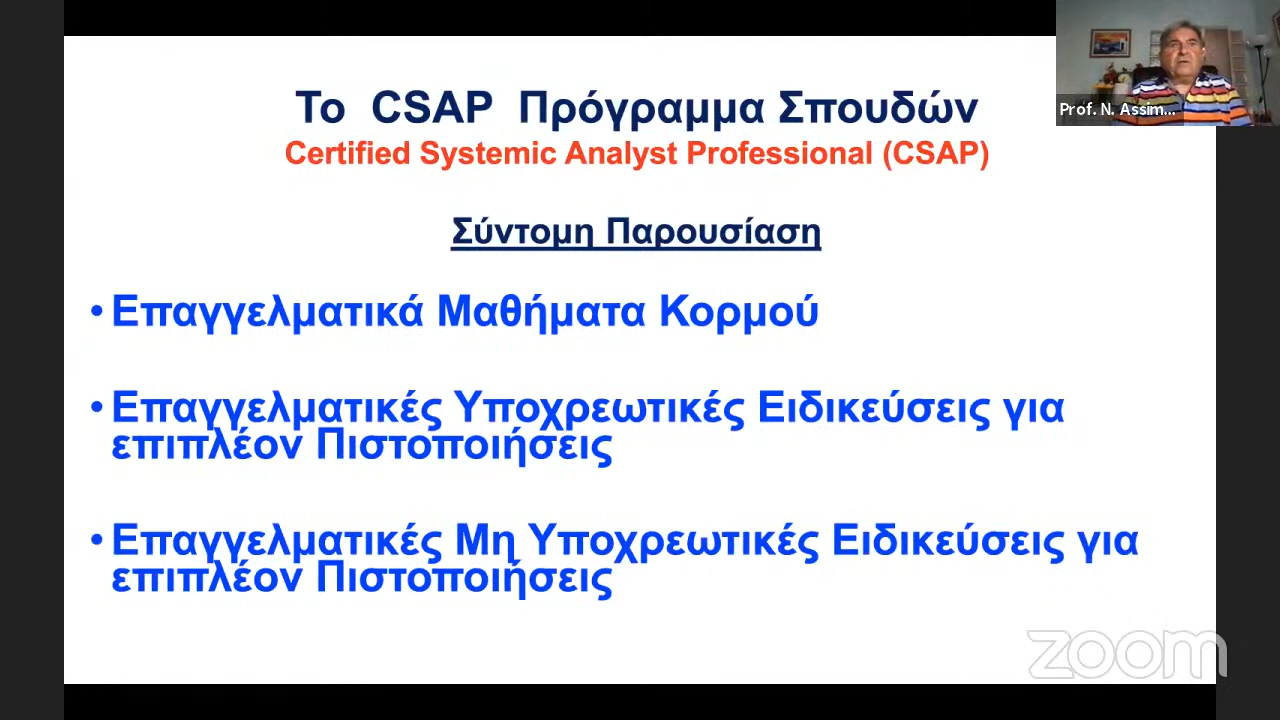 Το CSAP Πρόγραμμα Σπουδών
Certified Systemic Analyst Professional (CSAP)
Σύντομη Παρουσίαση
• Επαγγελματικά Μαθήματα Κορμού
• Επαγγελματικές Υποχρεωτικές Ειδικεύσεις για
επιπλέον Πιστοποιήσεις
• Επαγγελματικές Μη Υποχρεωτικές Ειδικεύσεις για
επιπλέον Πιστοποιήσεις
Prof. N. Assim...
zoom